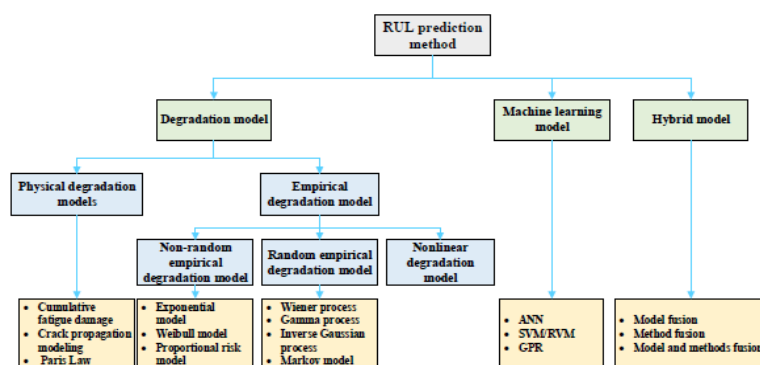 RUL prediction
method
Degradation model
Machine learning
model
Hybrid model
Physical degradation
models
Empirical
degradation model
Non-random
empirical
degradation model
Random empirical
degradation model
Nonlinear
degradation
model
• Cumulative
fatigue damage
• Crack propagation
modeling
• Paris Law
• Exponential
model
• Weibull model
• Proportional risk
model
• Wiener process
• Gamma process
• Inverse Gaussian
process
• Markov model
• ANN
• SVM/RVM
• GPR
• Model fusion
• Method fusion
• Model and methods fusion